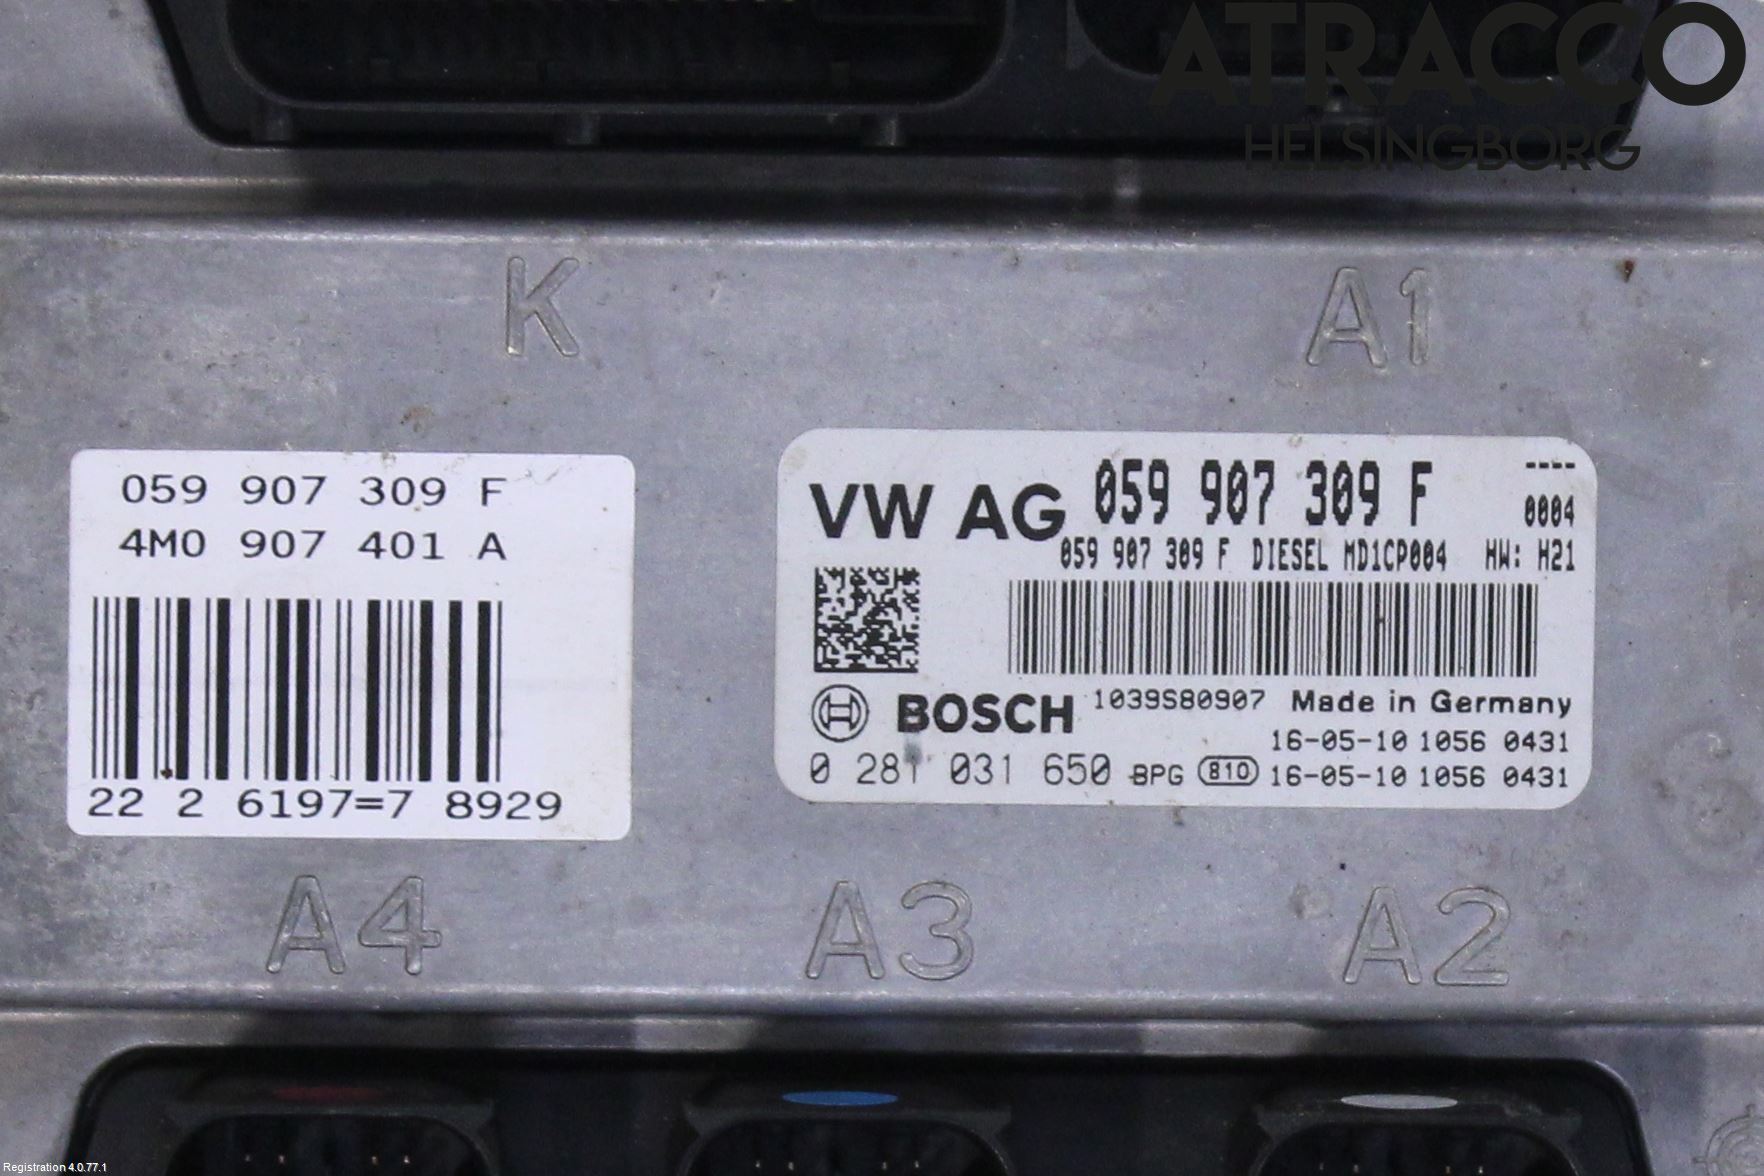 ATRACCO
HELSINGBORG
K
A1
059 907 309 F
4M0 907 401 A
22 2 6197=7 8929
VW AG 059 907 309 F ----
0004
059 907 309 F DIESEL MD1CP004 HW: H21
BOSCH 1039S80907 Made in Germany
16-05-10 1056 0431
0 281 031 650 BPG 810 16-05-10 1056 0431
A4
A3
A2
Registration 4.0.77.1